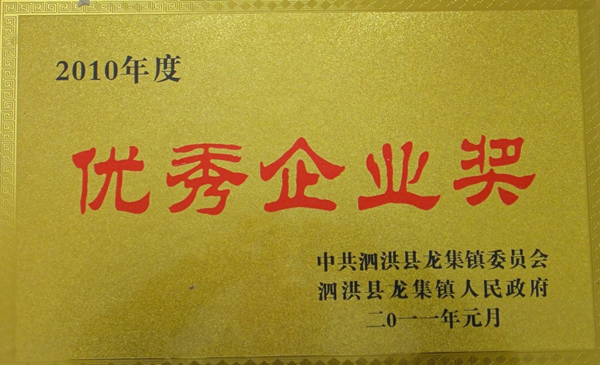 2010年度
优秀企业奖
中共泗洪县龙集镇委员会
泗洪县龙集镇人民政府
二0一一年元月